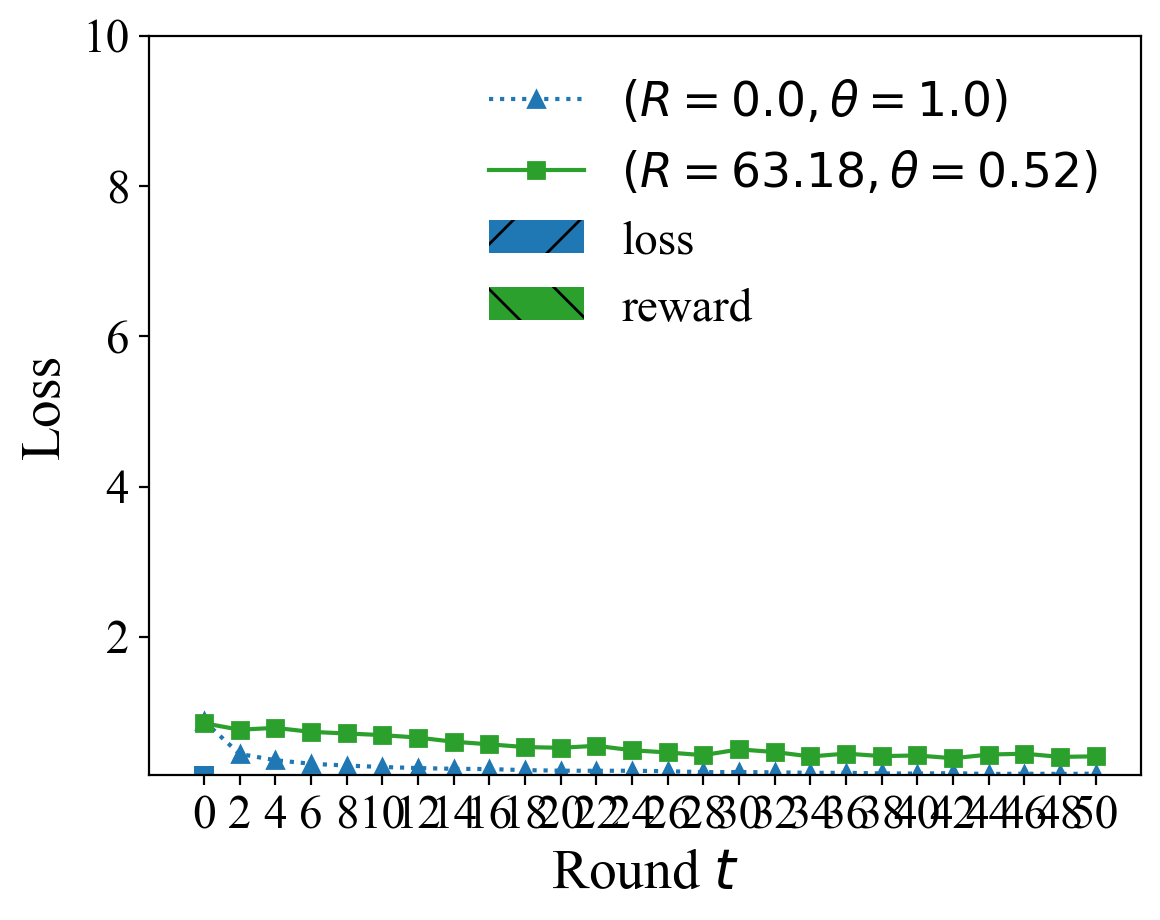 10
8
6
4
2
Loss
(R = 0.0, θ = 1.0)
(R = 63.18, θ = 0.52)
loss
reward
0 2 4 6 8 10 12 14 16 18 20 22 24 26 28 30 32 34 36 38 40 42 44 46 48 50
Round t